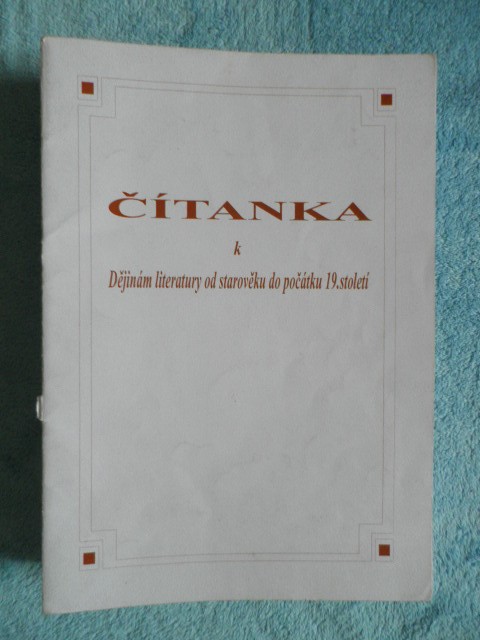 ČÍTANKA
k
Dějinám literatury od starověku do počátku 19.století